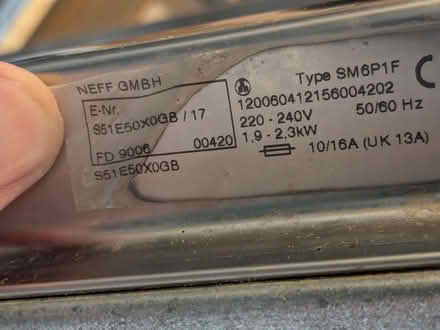 NEFF GMBH
E-Nr.
S51E50X0GB / 17
FD 9006 00420
S51E50X0GB
Type SM6P1F
120060412156004202
220 - 240V 50/60 Hz
1,9 - 2,3kW
10/16A (UK 13A)